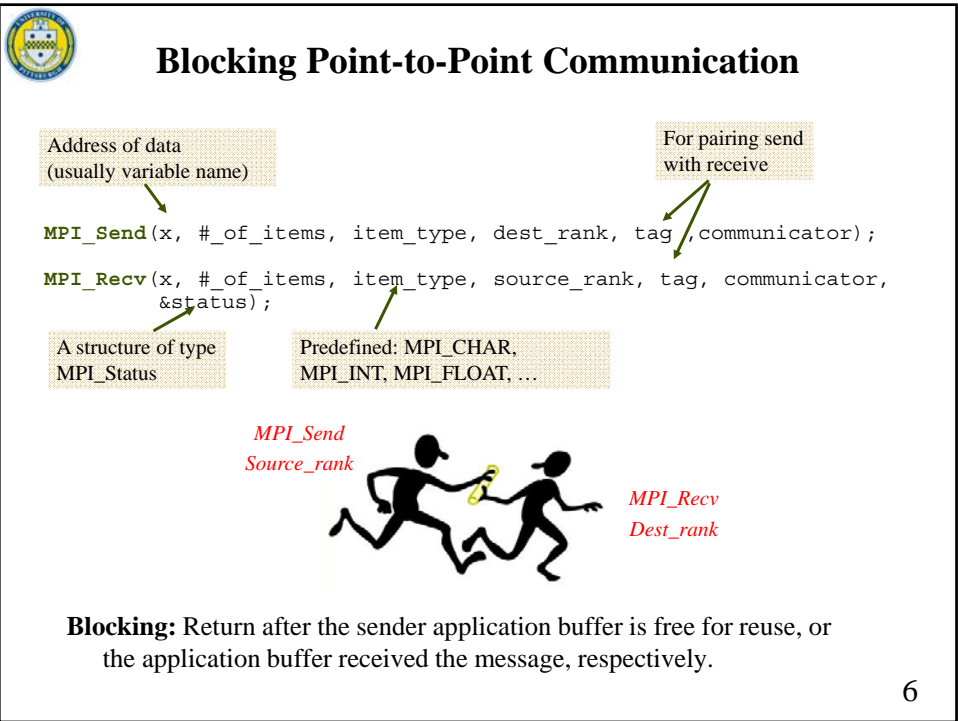 UNIVERSITY OF PITTSBURGH
Blocking Point-to-Point Communication
Address of data
(usually variable name)
For pairing send
with receive
MPI_Send(x, #_of_items, item_type, dest_rank, tag ,communicator);
MPI_Recv(x, #_of_items, item_type, source_rank, tag, communicator,
&status);
A structure of type
MPI_Status
Predefined: MPI_CHAR,
MPI_INT, MPI_FLOAT, …
MPI_Send
Source_rank
MPI_Recv
Dest_rank
Blocking: Return after the sender application buffer is free for reuse, or
the application buffer received the message, respectively.
6